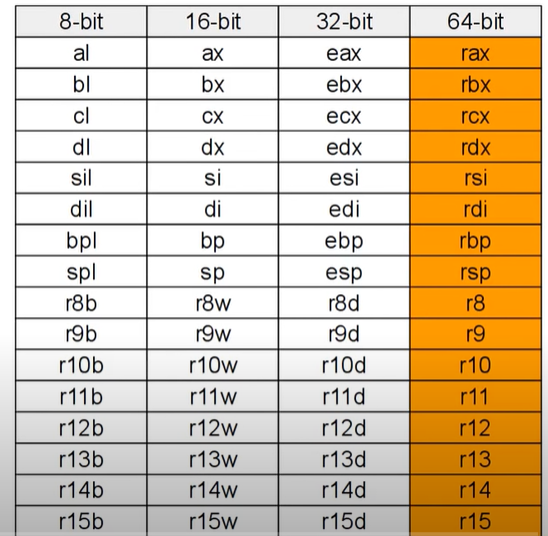 8-bit 16-bit 32-bit 64-bit
al ax eax rax
bl bx ebx rbx
cl cx ecx rcx
dl dx edx rdx
sil si esi rsi
dil di edi rdi
bpl bp ebp rbp
spl sp esp rsp
r8b r8w r8d r8
r9b r9w r9d r9
r10b r10w r10d r10
r11b r11w r11d r11
r12b r12w r12d r12
r13b r13w r13d r13
r14b r14w r14d r14
r15b r15w r15d r15